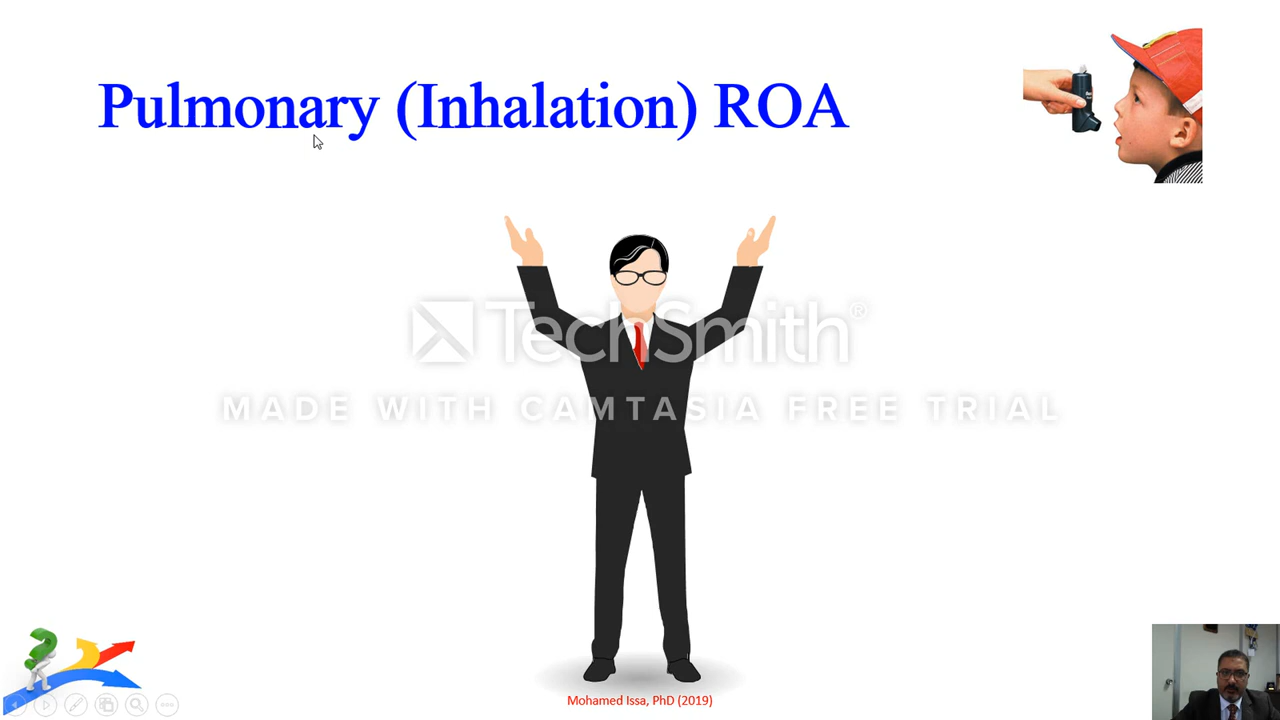 Pulmonary (Inhalation) ROA
TechSmith®
MADE WITH CAMTASIA FREE TRIAL
Mohamed Issa, PhD (2019)